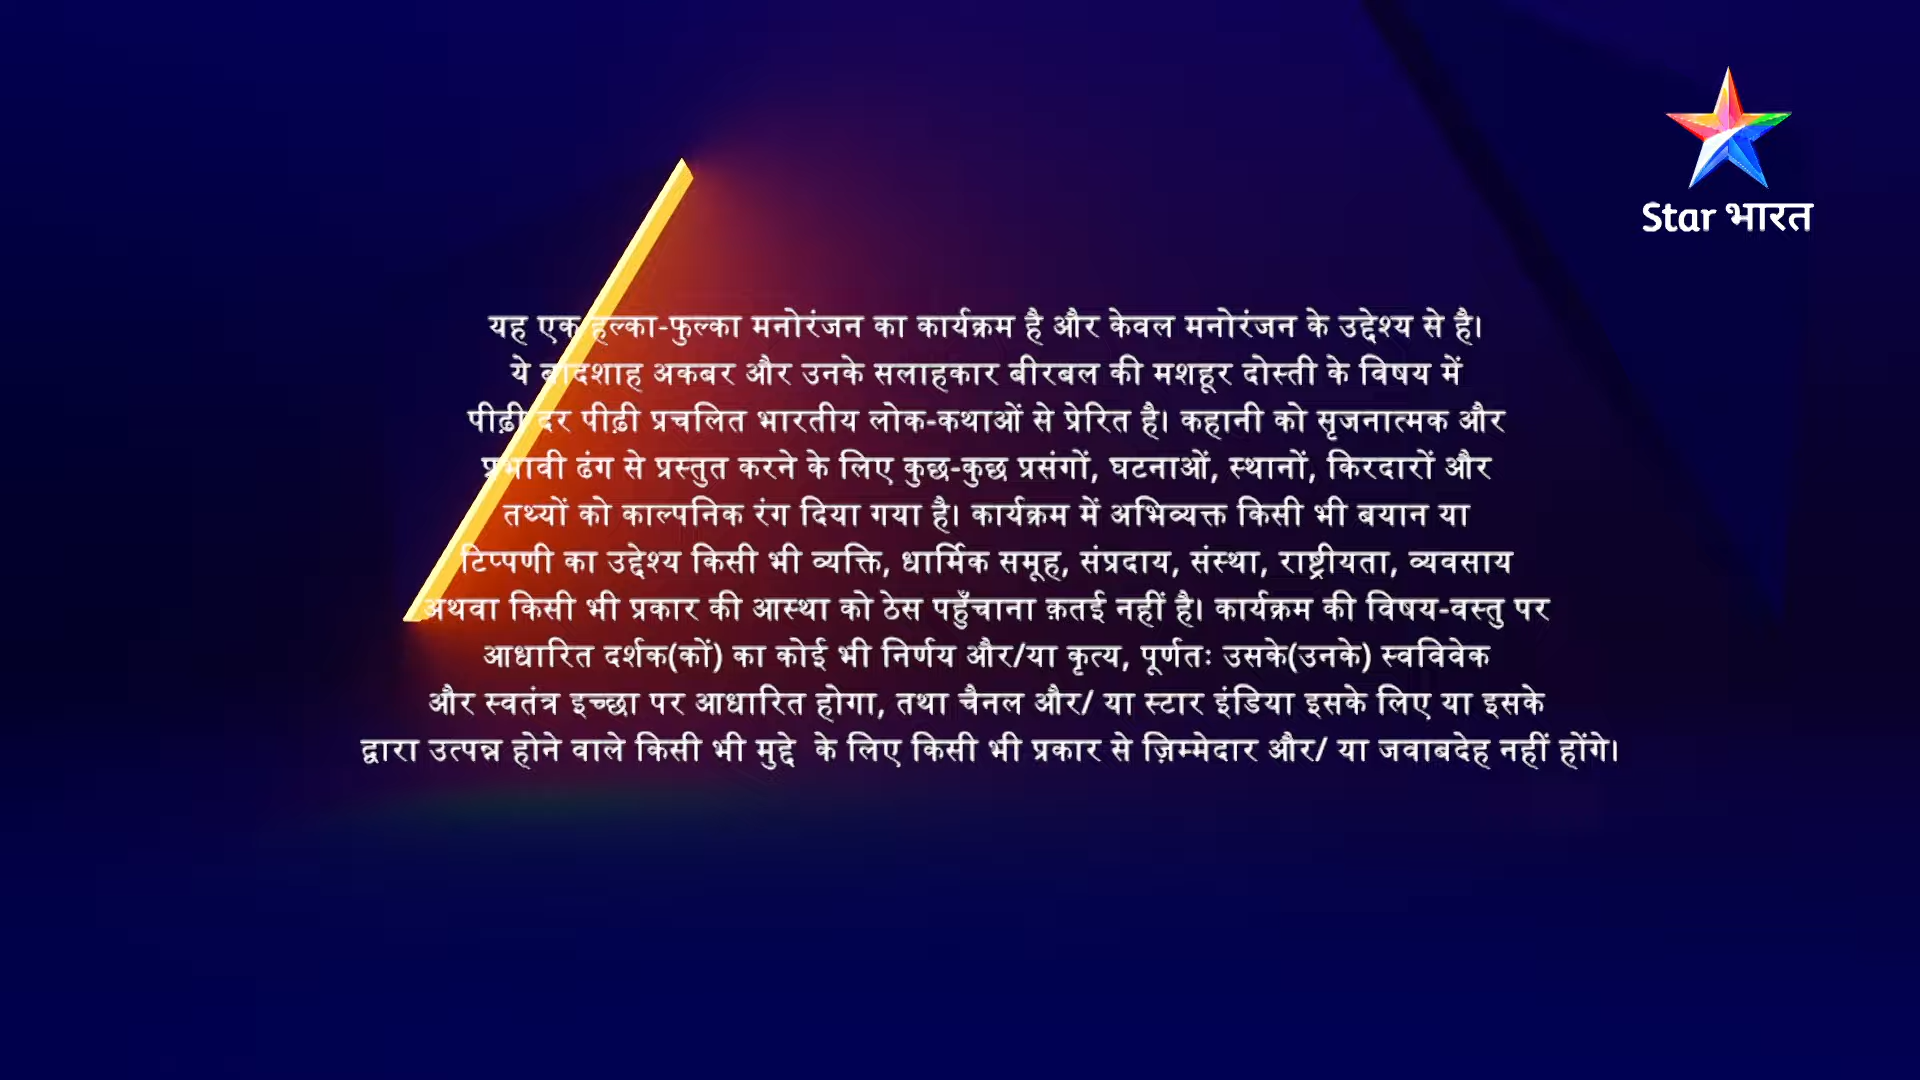 Star भारत
यह एक हल्का-फुल्का मनोरंजन का कार्यक्रम है और केवल मनोरंजन के उद्देश्य से है।
ये बादशाह अकबर और उनके सलाहकार बीरबल की मशहूर दोस्ती के विषय में
पीढ़ी दर पीढ़ी प्रचलित भारतीय लोक-कथाओं से प्रेरित है। कहानी को सृजनात्मक और
प्रभावी ढंग से प्रस्तुत करने के लिए कुछ-कुछ प्रसंगों, घटनाओं, स्थानों, किरदारों और
तथ्यों को काल्पनिक रंग दिया गया है। कार्यक्रम में अभिव्यक्त किसी भी बयान या
टिप्पणी का उद्देश्य किसी भी व्यक्ति, धार्मिक समूह, संप्रदाय, संस्था, राष्ट्रीयता, व्यवसाय
अथवा किसी भी प्रकार की आस्था को ठेस पहुँचाना क़तई नहीं है। कार्यक्रम की विषय-वस्तु पर
आधारित दर्शक(कों) का कोई भी निर्णय और/या कृत्य, पूर्णतः उसके(उनके) स्वविवेक
और स्वतंत्र इच्छा पर आधारित होगा, तथा चैनल और/ या स्टार इंडिया इसके लिए या इसके
द्वारा उत्पन्न होने वाले किसी भी मुद्दे के लिए किसी भी प्रकार से ज़िम्मेदार और/ या जवाबदेह नहीं होंगे।